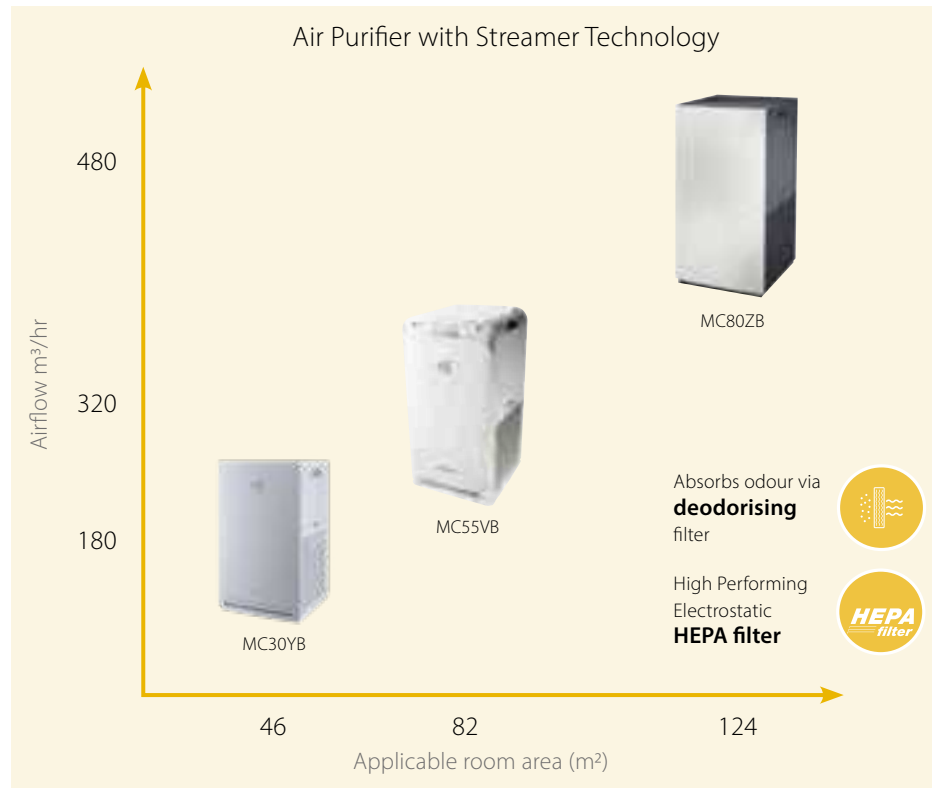 Air Purifier with Streamer Technology
480
MC80ZB
Airflow m³/hr
320
Absorbs odour via
deodorising
filter
MC55VB
180
High Performing
Electrostatic
HEPA filter
HEPA
filter
MC30YB
46
82
124
Applicable room area (m²)